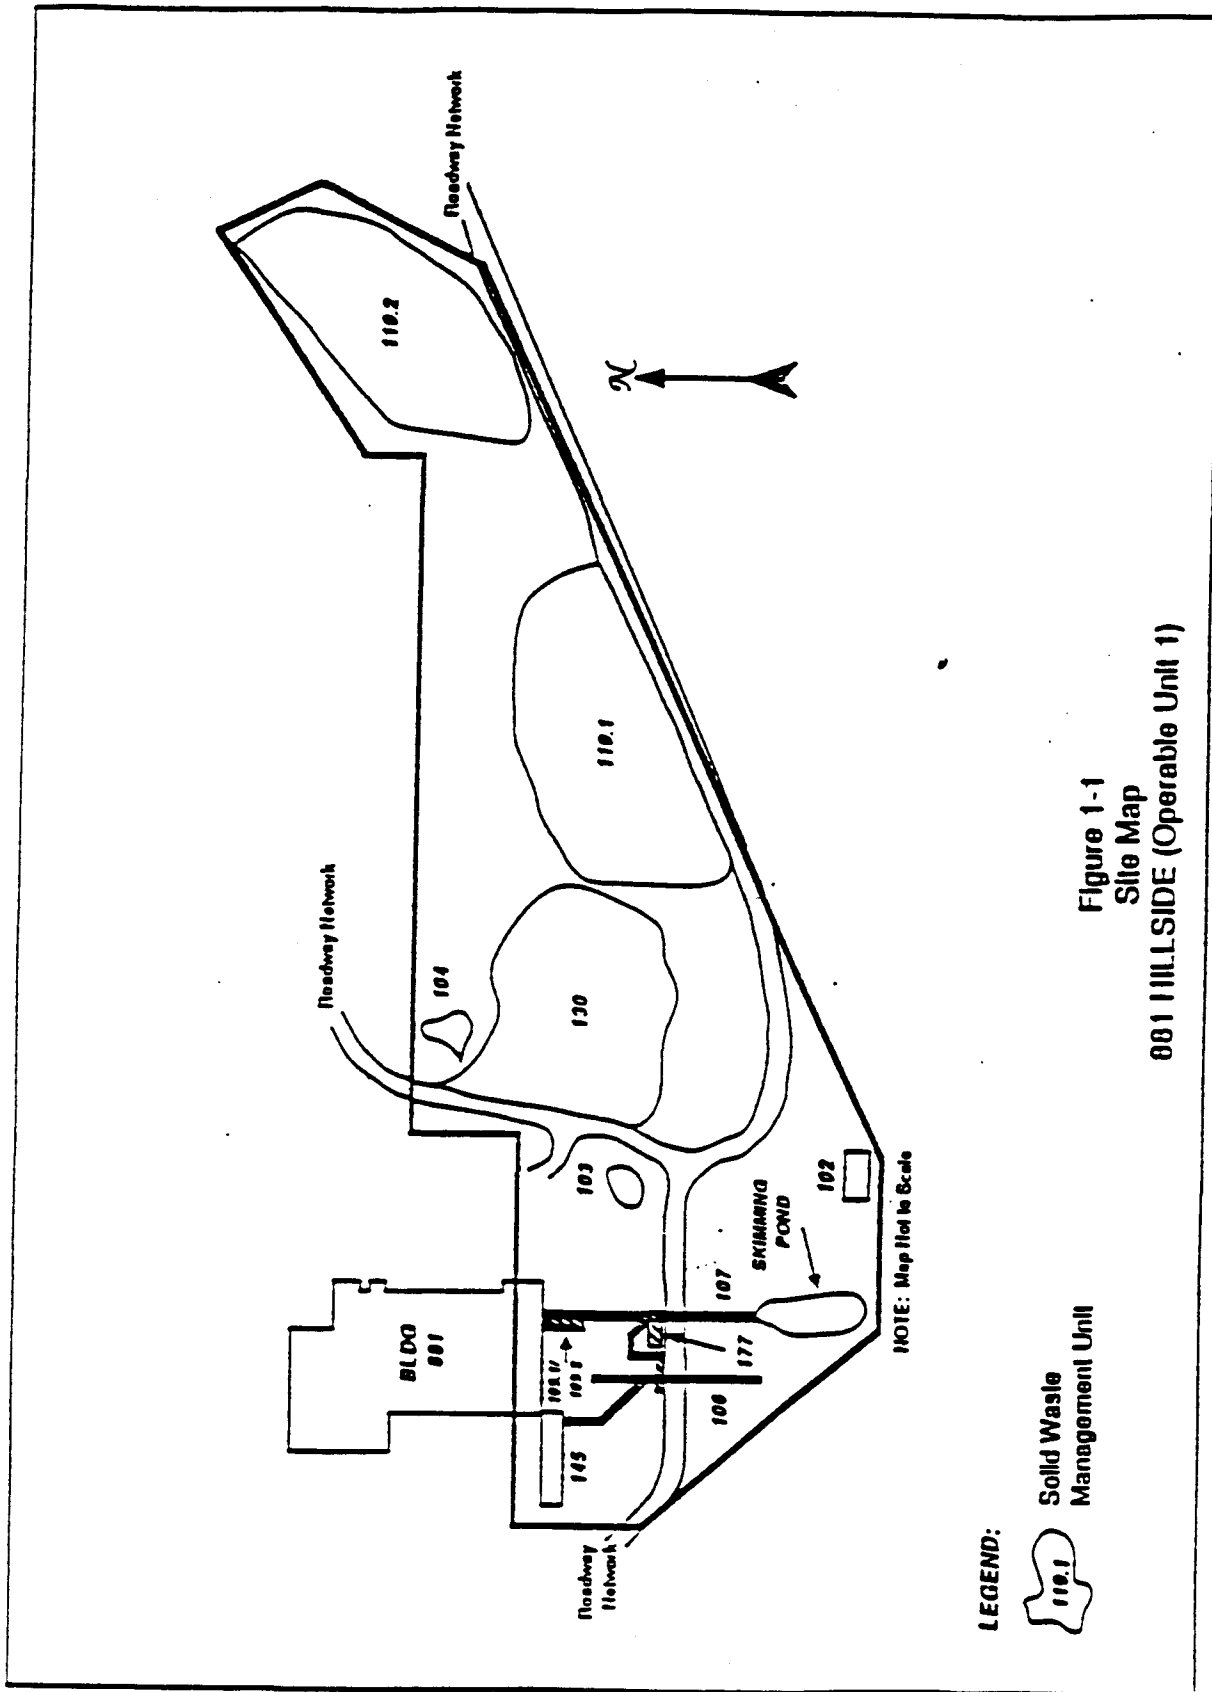 Roadway Network
110.2
N
Roadway Network
104
130
110.1
BLDG
881
103
145
106
107
177
SKIMMING
POND
102
Roadway
Network
NOTE: Map Not to Scale
LEGEND:
110.1
Solid Waste
Management Unit
Figure 1-1
Site Map
881 HILLSIDE (Operable Unit 1)